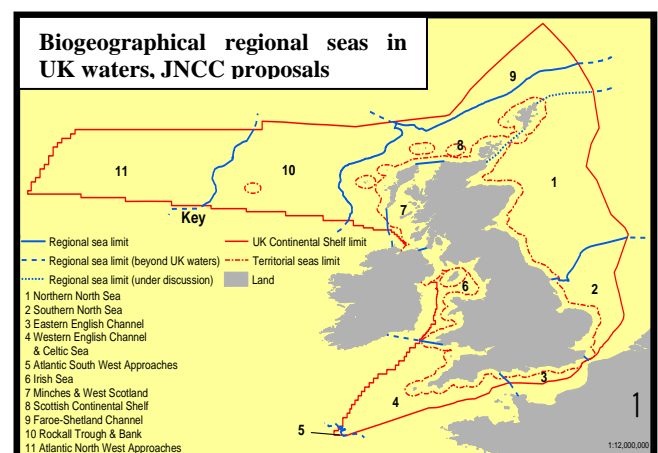 Biogeographical regional seas in
UK waters, JNCC proposals
9
8
11
10
1
7
Key
Regional sea limit
UK Continental Shelf limit
Regional sea limit (beyond UK waters)
Territorial seas limit
Regional sea limit (under discussion)
Land
6
2
1 Northern North Sea
2 Southern North Sea
3 Eastern English Channel
4 Western English Channel
& Celtic Sea
5 Atlantic South West Approaches
6 Irish Sea
7 Minches & West Scotland
8 Scottish Continental Shelf
9 Faroe-Shetland Channel
10 Rockall Trough & Bank
11 Atlantic North West Approaches
3
4
5
1
1:12,000,000